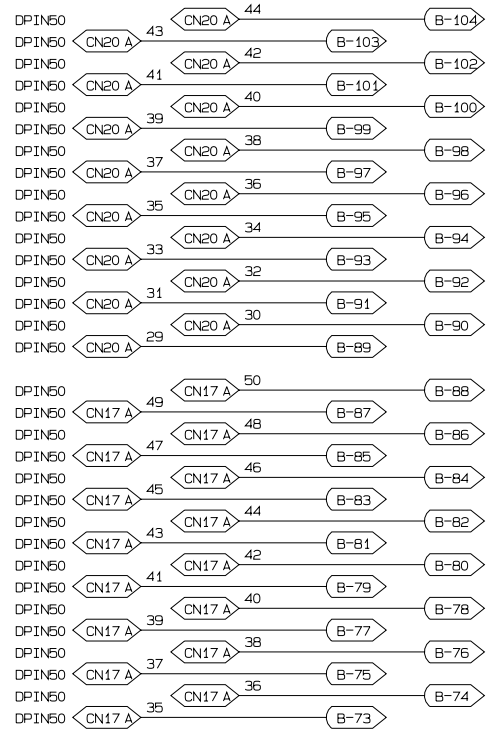 DPIN50 CN20 A 44 B-104
DPIN50 CN20 A 43 B-103
DPIN50 CN20 A 42 B-102
DPIN50 CN20 A 41 B-101
DPIN50 CN20 A 40 B-100
DPIN50 CN20 A 39 B-99
DPIN50 CN20 A 38 B-98
DPIN50 CN20 A 37 B-97
DPIN50 CN20 A 36 B-96
DPIN50 CN20 A 35 B-95
DPIN50 CN20 A 34 B-94
DPIN50 CN20 A 33 B-93
DPIN50 CN20 A 32 B-92
DPIN50 CN20 A 31 B-91
DPIN50 CN20 A 30 B-90
DPIN50 CN20 A 29 B-89
DPIN50 CN17 A 50 B-88
DPIN50 CN17 A 49 B-87
DPIN50 CN17 A 48 B-86
DPIN50 CN17 A 47 B-85
DPIN50 CN17 A 46 B-84
DPIN50 CN17 A 45 B-83
DPIN50 CN17 A 44 B-82
DPIN50 CN17 A 43 B-81
DPIN50 CN17 A 42 B-80
DPIN50 CN17 A 41 B-79
DPIN50 CN17 A 40 B-78
DPIN50 CN17 A 39 B-77
DPIN50 CN17 A 38 B-76
DPIN50 CN17 A 37 B-75
DPIN50 CN17 A 36 B-74
DPIN50 CN17 A 35 B-73